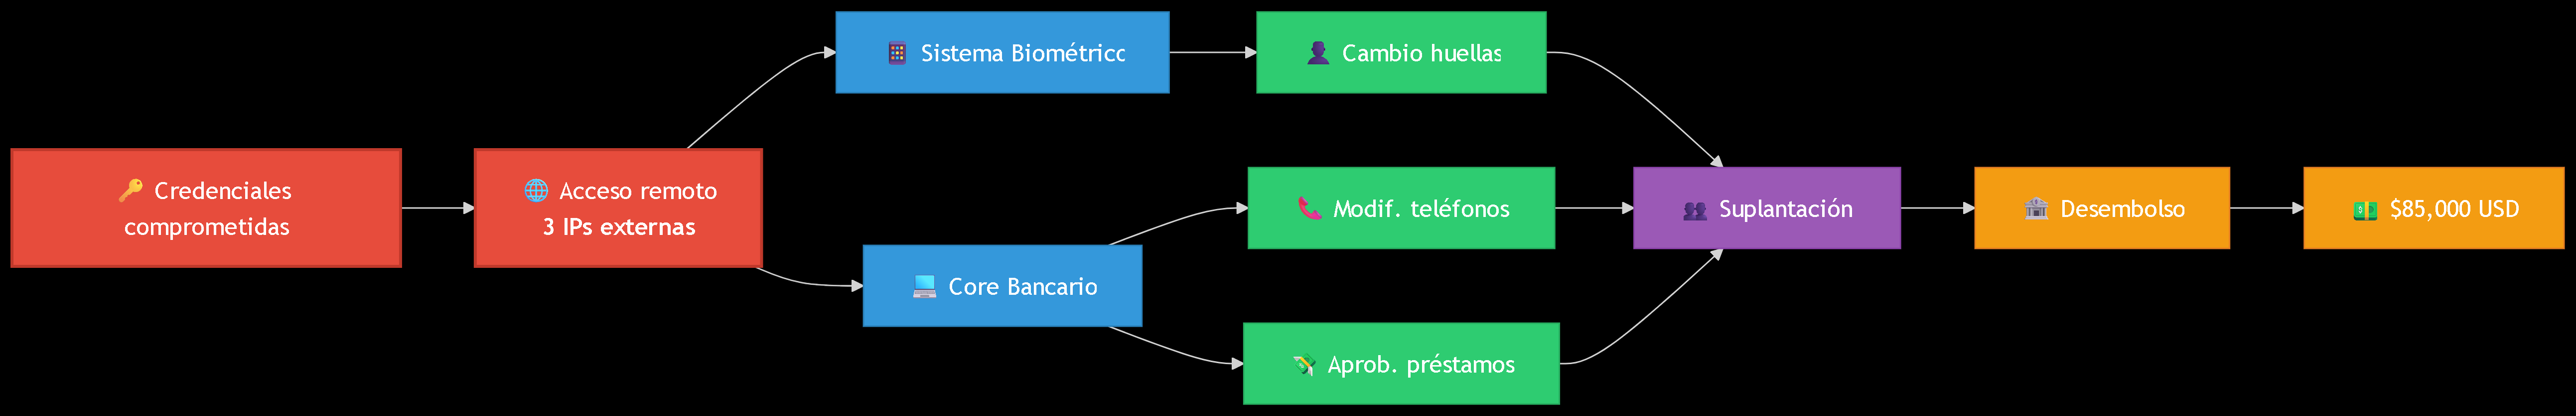 🔑 Credenciales
comprometidas
🌐 Acceso remoto
3 IPs externas
📱 Sistema Biométrico
💻 Core Bancario
👤 Cambio huellas
📞 Modif. teléfonos
💸 Aprob. préstamos
👥 Suplantación
🏦 Desembolso
💵 $85,000 USD